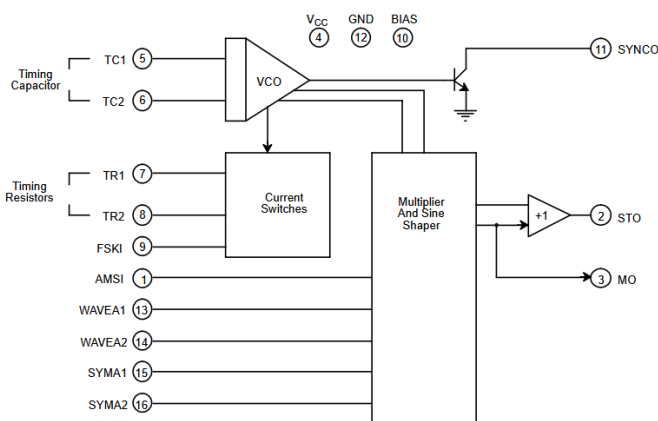 VCC GND BIAS
4 12 10
Timing
Capacitor
TC1 5
TC2 6
VCO
11 SYNCO
Timing
Resistors
TR1 7
TR2 8
FSKI 9
Current
Switches
Multiplier
And Sine
Shaper
+1
2 STO
3 MO
AMSI 1
WAVEA1 13
WAVEA2 14
SYMA1 15
SYMA2 16